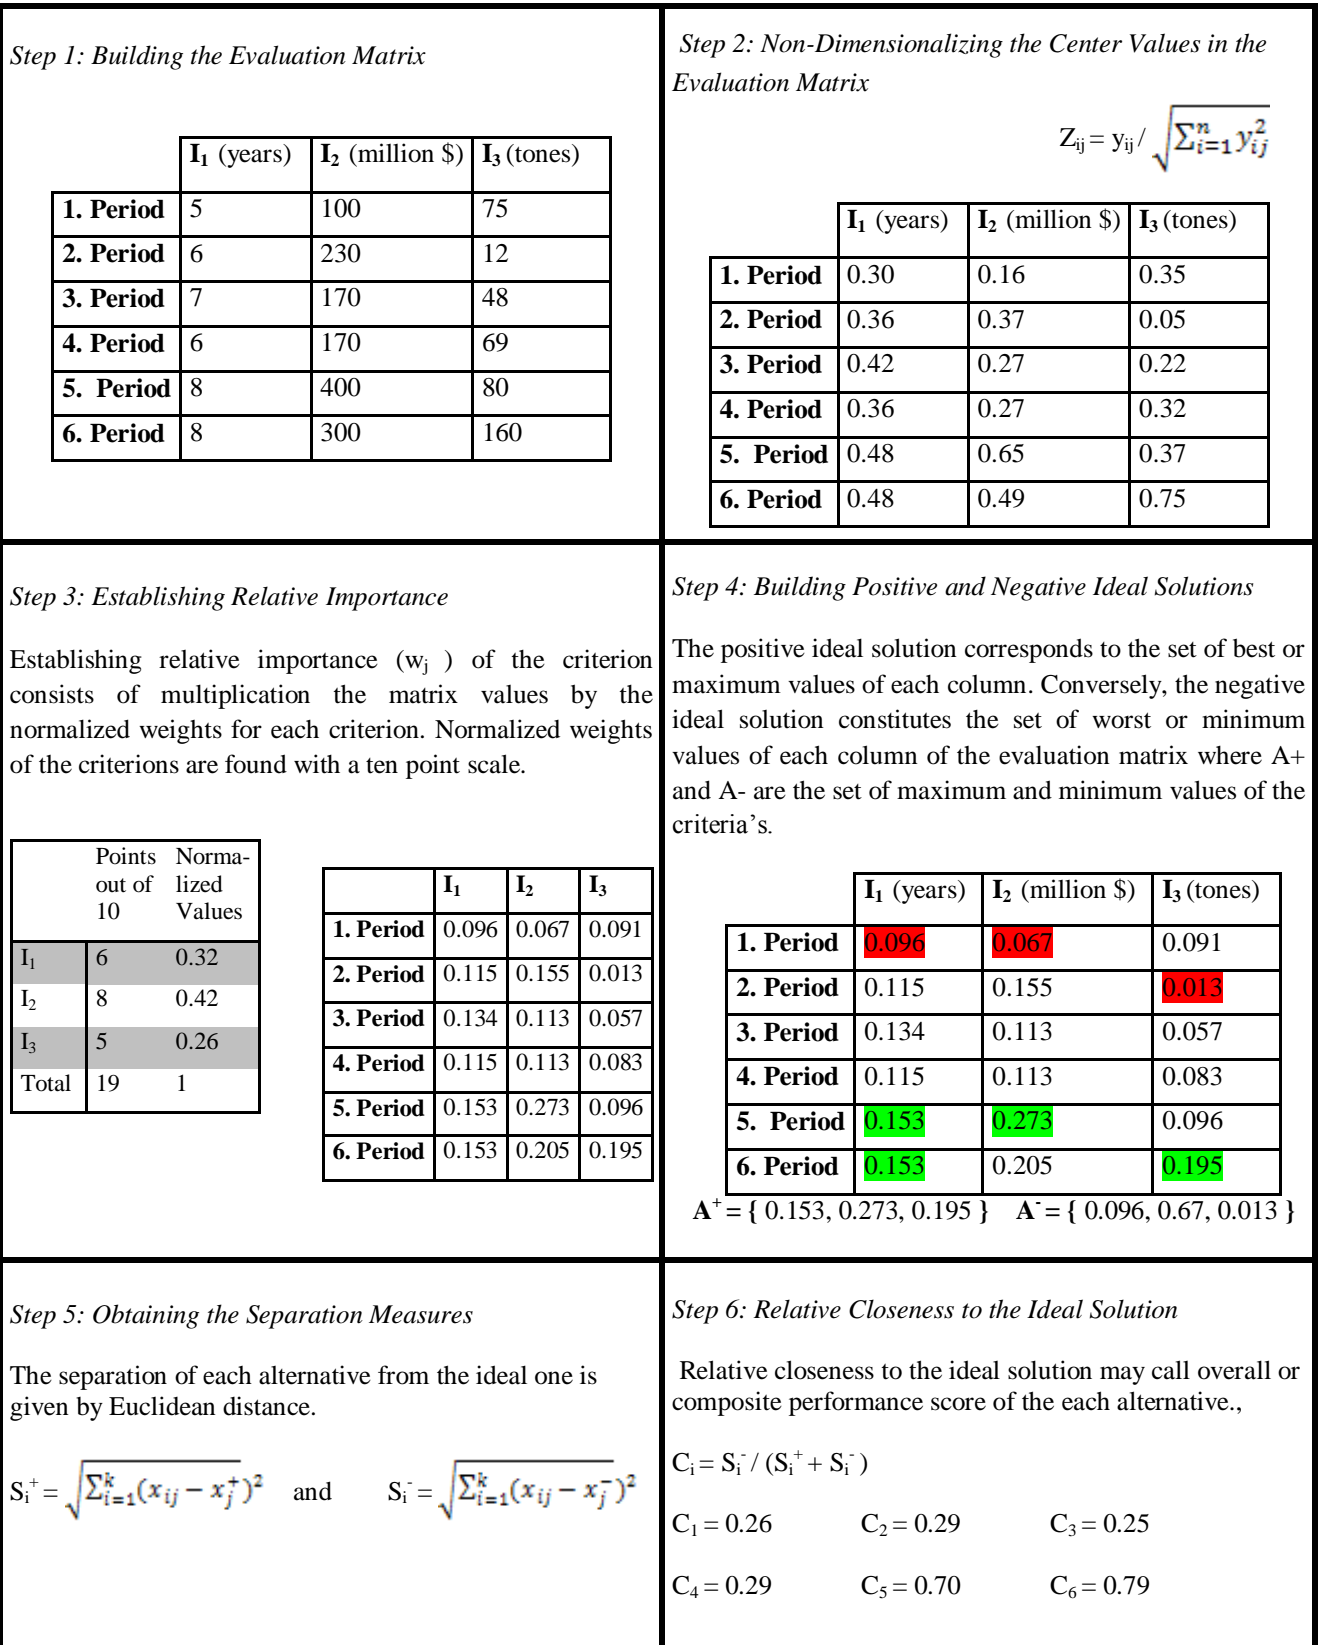 Step 1: Building the Evaluation Matrix
I₁ (years) I₂ (million $) I₃ (tones)
1. Period 5 100 75
2. Period 6 230 12
3. Period 7 170 48
4. Period 6 170 69
5. Period 8 400 80
6. Period 8 300 160
Step 2: Non-Dimensionalizing the Center Values in the
Evaluation Matrix
Zᵢⱼ = yᵢⱼ / √∑ⁿᵢ₌₁ y²ᵢⱼ
I₁ (years) I₂ (million $) I₃ (tones)
1. Period 0.30 0.16 0.35
2. Period 0.36 0.37 0.05
3. Period 0.42 0.27 0.22
4. Period 0.36 0.27 0.32
5. Period 0.48 0.65 0.37
6. Period 0.48 0.49 0.75
Step 3: Establishing Relative Importance
Establishing relative importance (wⱼ ) of the criterion
consists of multiplication the matrix values by the
normalized weights for each criterion. Normalized weights
of the criterions are found with a ten point scale.
Points Norma-
out of lized
10 Values
I₁ 6 0.32
I₂ 8 0.42
I₃ 5 0.26
Total 19 1
I₁ I₂ I₃
1. Period 0.096 0.067 0.091
2. Period 0.115 0.155 0.013
3. Period 0.134 0.113 0.057
4. Period 0.115 0.113 0.083
5. Period 0.153 0.273 0.096
6. Period 0.153 0.205 0.195
Step 4: Building Positive and Negative Ideal Solutions
The positive ideal solution corresponds to the set of best or
maximum values of each column. Conversely, the negative
ideal solution constitutes the set of worst or minimum
values of each column of the evaluation matrix where A+
and A- are the set of maximum and minimum values of the
criteria's.
I₁ (years) I₂ (million $) I₃ (tones)
1. Period 0.096 0.067 0.091
2. Period 0.115 0.155 0.013
3. Period 0.134 0.113 0.057
4. Period 0.115 0.113 0.083
5. Period 0.153 0.273 0.096
6. Period 0.153 0.205 0.195
A⁺ = { 0.153, 0.273, 0.195 } A⁻ = { 0.096, 0.67, 0.013 }
Step 5: Obtaining the Separation Measures
The separation of each alternative from the ideal one is
given by Euclidean distance.
Sᵢ⁺ = √∑ᵏᵢ₌₁(xᵢⱼ − xⱼ⁺)² and Sᵢ⁻ = √∑ᵏᵢ₌₁(xᵢⱼ − xⱼ⁻)²
Step 6: Relative Closeness to the Ideal Solution
Relative closeness to the ideal solution may call overall or
composite performance score of the each alternative.,
Cᵢ = Sᵢ⁻ / (Sᵢ⁺ + Sᵢ⁻ )
C₁ = 0.26 C₂ = 0.29 C₃ = 0.25
C₄ = 0.29 C₅ = 0.70 C₆ = 0.79